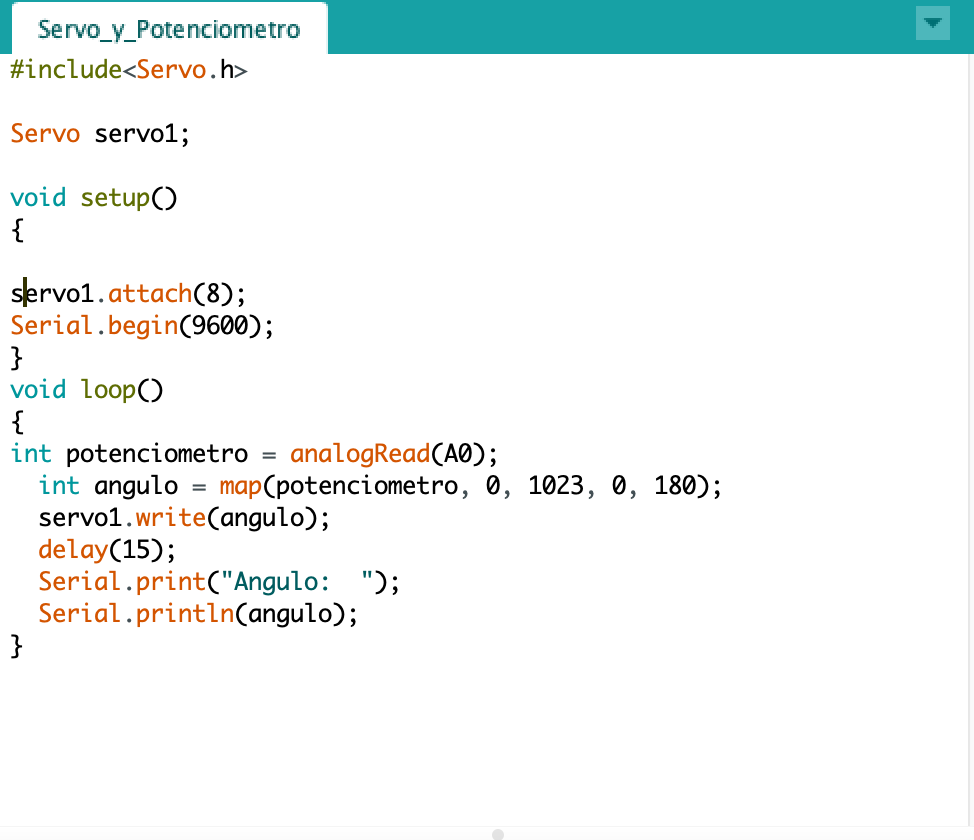 Servo_y_Potenciometro
#include<Servo.h>
Servo servo1;
void setup()
{
servo1.attach(8);
Serial.begin(9600);
}
void loop()
{
int potenciometro = analogRead(A0);
  int angulo = map(potenciometro, 0, 1023, 0, 180);
  servo1.write(angulo);
  delay(15);
  Serial.print("Angulo:  ");
  Serial.println(angulo);
}